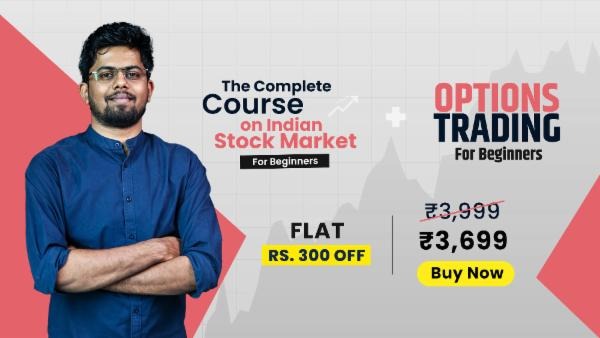 The Complete
Course
on Indian
Stock Market
For Beginners
+
OPTIONS
TRADING
For Beginners
FLAT
RS. 300 OFF
₹3,999
₹3,699
Buy Now